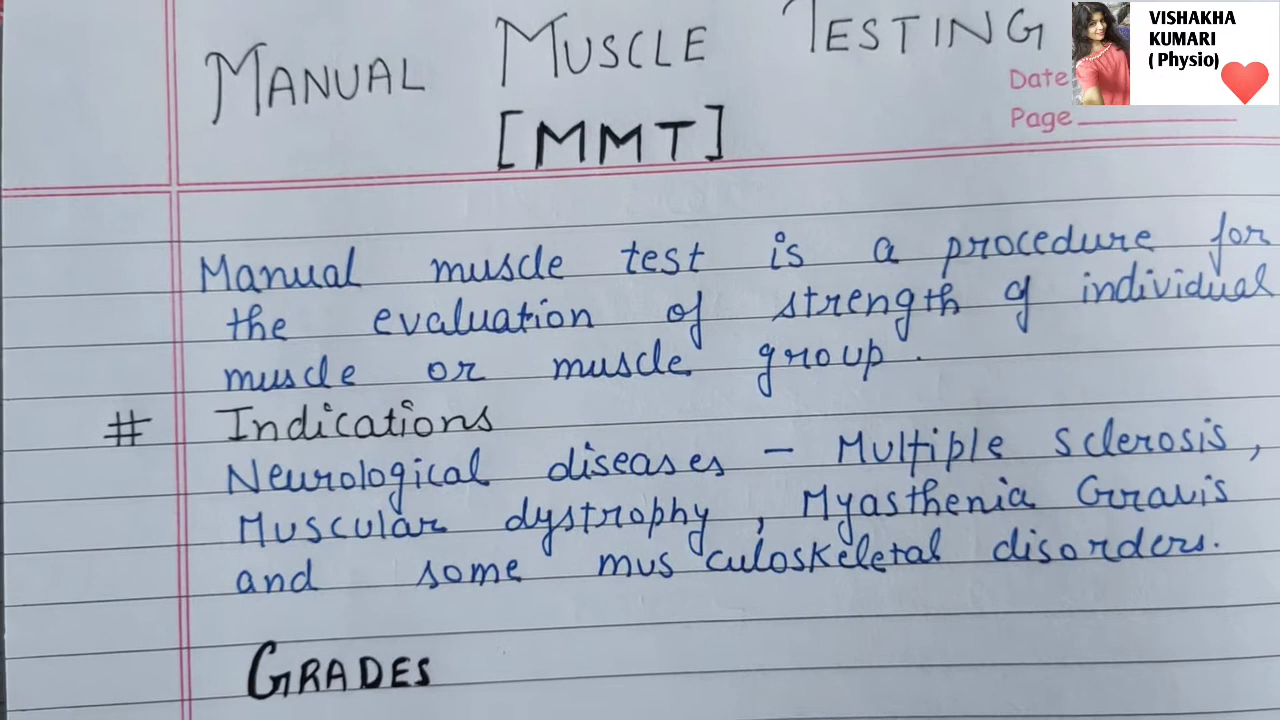 MANUAL MUSCLE TESTING
[MMT]
VISHAKHA
KUMARI
( Physio)
Date
Page
Manual muscle test is a procedure for
the evaluation of strength of individual
muscle or muscle group.
# Indications
Neurological diseases - Multiple Sclerosis,
Muscular dystrophy, Myasthenia Gravis
and some mus culoskeletal disorders.
GRADES